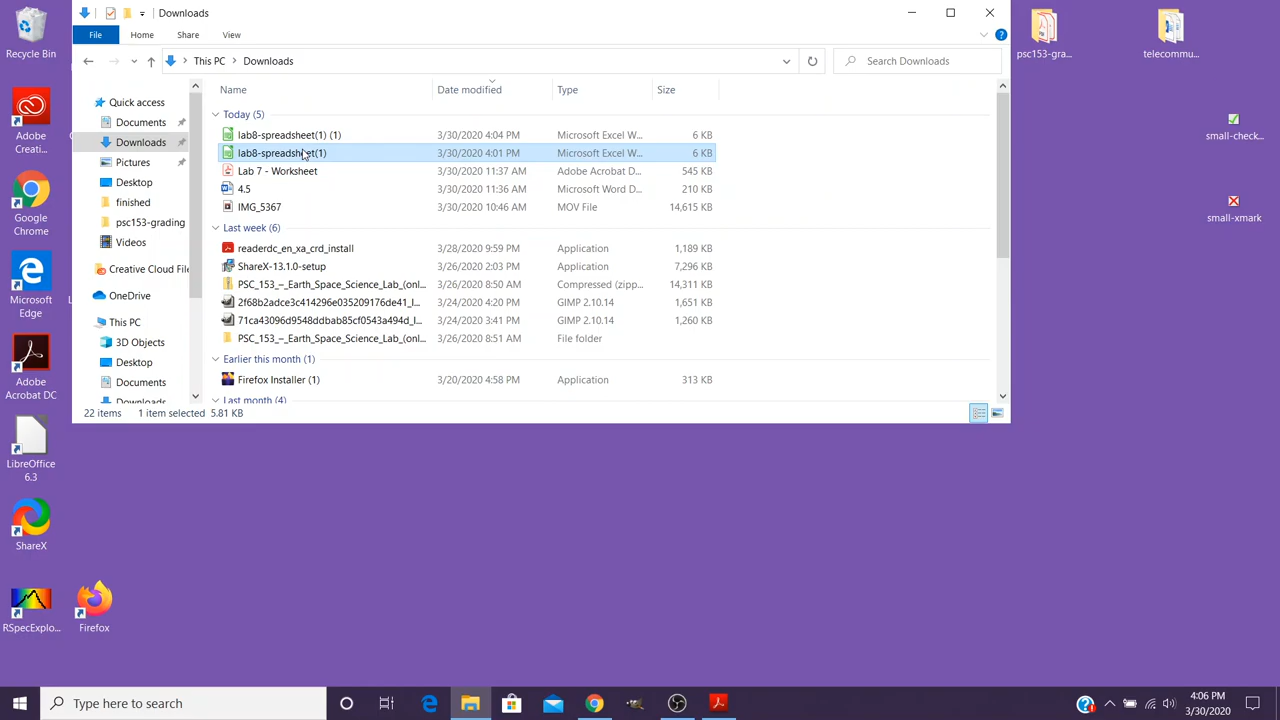 Downloads
File Home Share View
This PC Downloads
Search Downloads
Name Date modified Type Size
Quick access
Documents
Downloads
Pictures
Desktop
finished
psc153-grading
Videos
Creative Cloud File
OneDrive
This PC
3D Objects
Desktop
Documents
Downloads
Today (5)
lab8-spreadsheet(1) (1) 3/30/2020 4:04 PM Microsoft Excel W... 6 KB
lab8-spreadsheet(1) 3/30/2020 4:01 PM Microsoft Excel W... 6 KB
Lab 7 - Worksheet 3/30/2020 11:37 AM Adobe Acrobat D... 545 KB
4.5 3/30/2020 11:36 AM Microsoft Word D... 210 KB
IMG_5367 3/30/2020 10:46 AM MOV File 14,615 KB
Last week (6)
readerdc_en_xa_crd_install 3/28/2020 9:59 PM Application 1,189 KB
ShareX-13.1.0-setup 3/26/2020 2:03 PM Application 7,296 KB
PSC_153_–_Earth_Space_Science_Lab_(onl... 3/26/2020 8:50 AM Compressed (zipp... 14,311 KB
2f68b2adce3c414296e035209176de41_I... 3/24/2020 4:20 PM GIMP 2.10.14 1,651 KB
71ca43096d9548ddbab85cf0543a494d_I... 3/24/2020 3:41 PM GIMP 2.10.14 1,260 KB
PSC_153_–_Earth_Space_Science_Lab_(onl... 3/26/2020 8:51 AM File folder
Earlier this month (1)
Firefox Installer (1) 3/20/2020 4:58 PM Application 313 KB
Last month (4)
22 items 1 item selected 5.81 KB
Recycle Bin
Adobe
Creati...
Google
Chrome
Microsoft
Edge
Adobe
Acrobat DC
LibreOffice
6.3
ShareX
RSpecExplo...
Firefox
psc153-gra...
telecommu...
small-check...
small-xmark
Type here to search
4:06 PM
3/30/2020